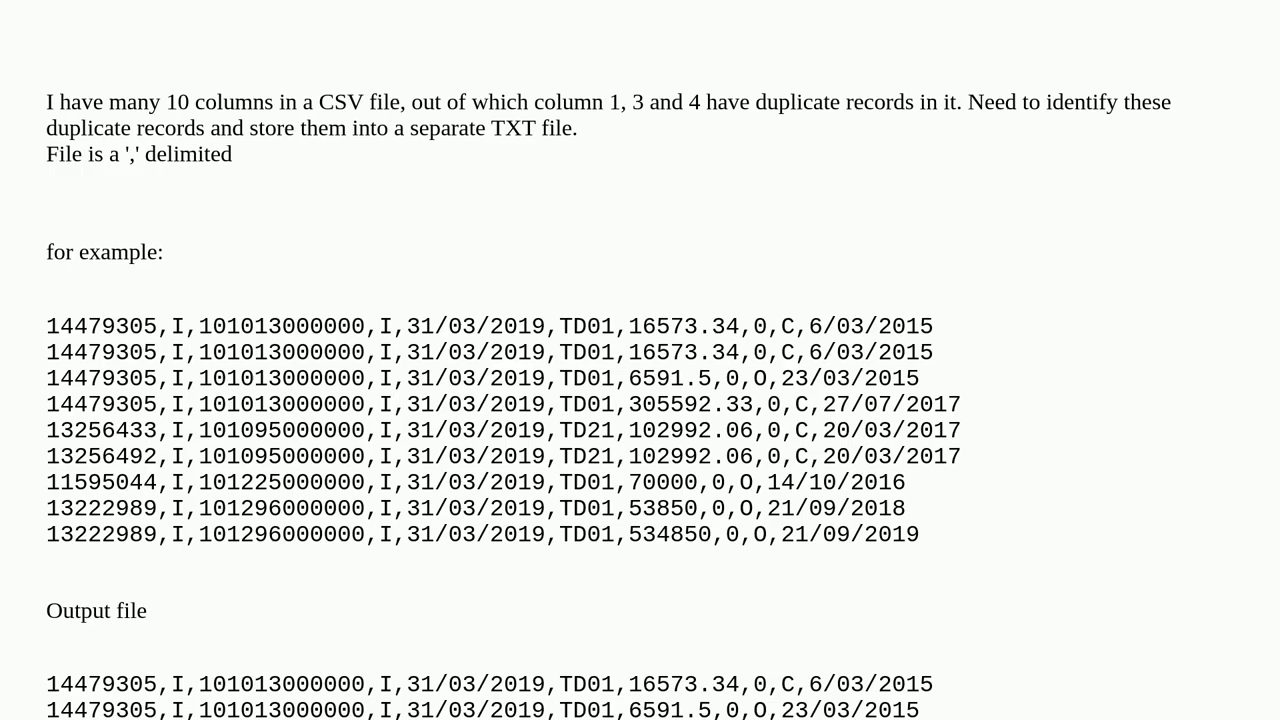 I have many 10 columns in a CSV file, out of which column 1, 3 and 4 have duplicate records in it. Need to identify these
duplicate records and store them into a separate TXT file.
File is a ',' delimited
for example:
14479305,I,101013000000,I,31/03/2019,TD01,16573.34,0,C,6/03/2015
14479305,I,101013000000,I,31/03/2019,TD01,16573.34,0,C,6/03/2015
14479305,I,101013000000,I,31/03/2019,TD01,6591.5,0,O,23/03/2015
14479305,I,101013000000,I,31/03/2019,TD01,305592.33,0,C,27/07/2017
13256433,I,101095000000,I,31/03/2019,TD21,102992.06,0,C,20/03/2017
13256492,I,101095000000,I,31/03/2019,TD21,102992.06,0,C,20/03/2017
11595044,I,101225000000,I,31/03/2019,TD01,70000,0,O,14/10/2016
13222989,I,101296000000,I,31/03/2019,TD01,53850,0,O,21/09/2018
13222989,I,101296000000,I,31/03/2019,TD01,534850,0,O,21/09/2019
Output file
14479305,I,101013000000,I,31/03/2019,TD01,16573.34,0,C,6/03/2015
14479305,I,101013000000,I,31/03/2019,TD01,6591.5,0,O,23/03/2015